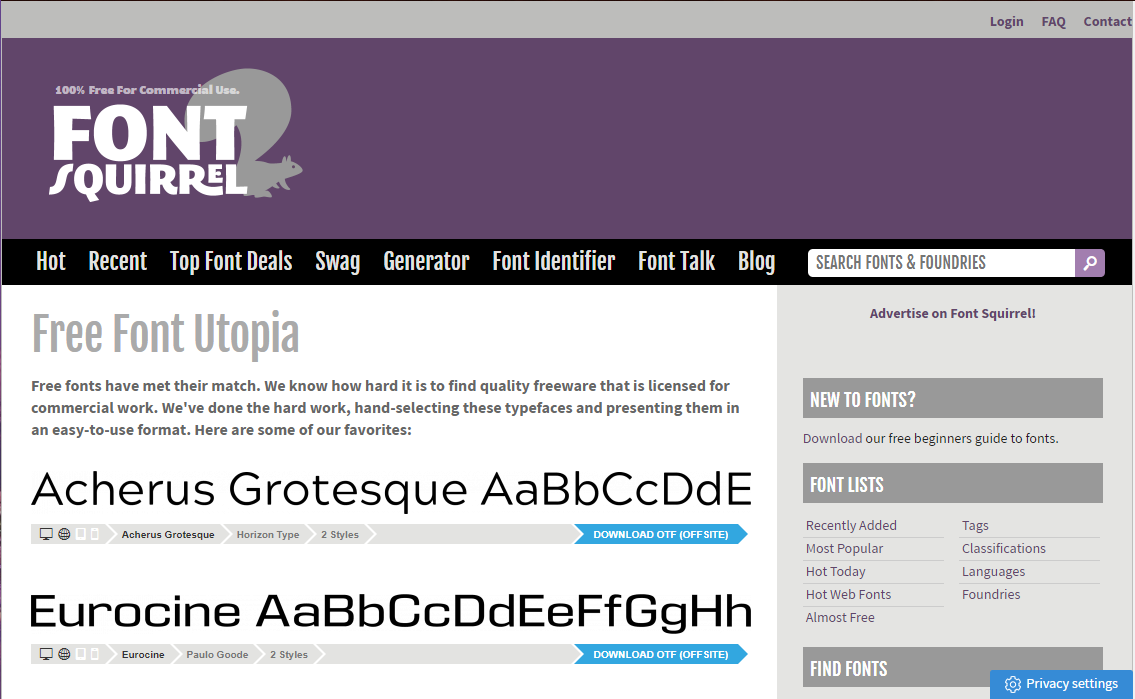 Login FAQ Contact
100% Free For Commercial Use.
FONT
SQUIRREL
Hot Recent Top Font Deals Swag Generator Font Identifier Font Talk Blog SEARCH FONTS & FOUNDRIES
Free Font Utopia
Free fonts have met their match. We know how hard it is to find quality freeware that is licensed for
commercial work. We've done the hard work, hand-selecting these typefaces and presenting them in
an easy-to-use format. Here are some of our favorites:
Acherus Grotesque AaBbCcDdE
Acherus Grotesque Horizon Type 2 Styles DOWNLOAD OTF (OFFSITE)
Eurocine AaBbCcDdEeFfGgHh
Eurocine Paulo Goode 2 Styles DOWNLOAD OTF (OFFSITE)
Advertise on Font Squirrel!
NEW TO FONTS?
Download our free beginners guide to fonts.
FONT LISTS
Recently Added Tags
Most Popular Classifications
Hot Today Languages
Hot Web Fonts Foundries
Almost Free
FIND FONTS
Privacy settings